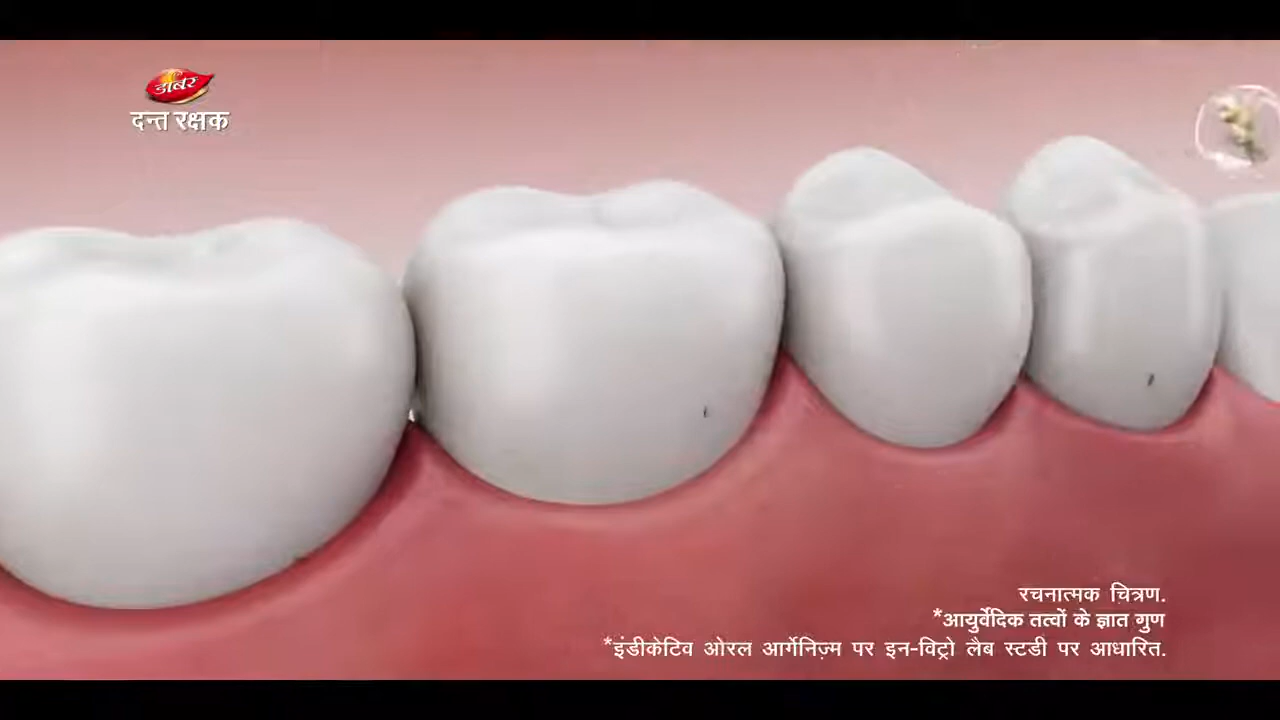 डाबर
दन्त रक्षक
रचनात्मक चित्रण.
*आयुर्वेदिक तत्वों के ज्ञात गुण
*इंडीकेटिव ओरल आर्गेनिज़्म पर इन-विट्रो लैब स्टडी पर आधारित.